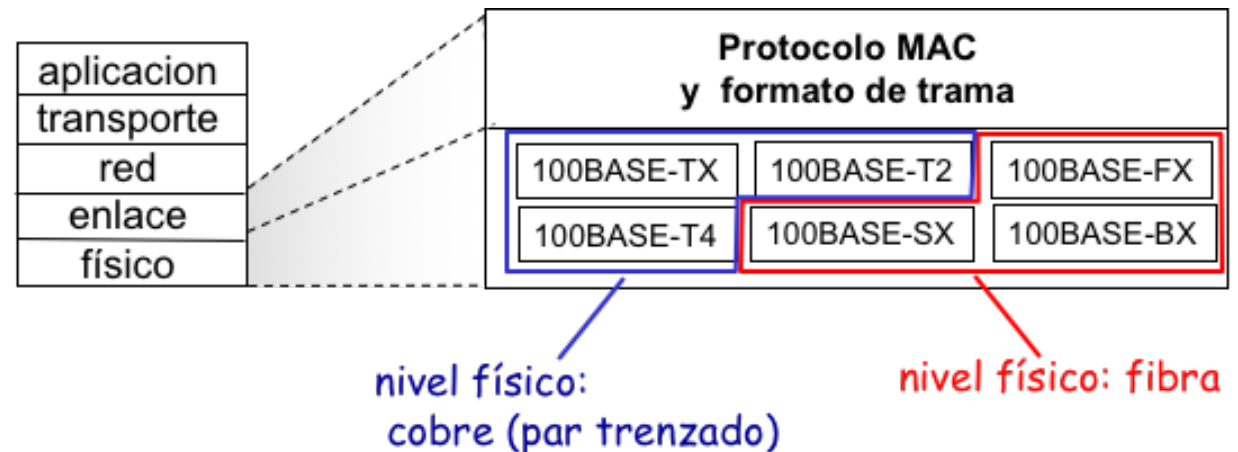 aplicacion
transporte
red
enlace
físico
Protocolo MAC
y formato de trama
100BASE-TX
100BASE-T2
100BASE-FX
100BASE-T4
100BASE-SX
100BASE-BX
nivel físico:
cobre (par trenzado)
nivel físico: fibra